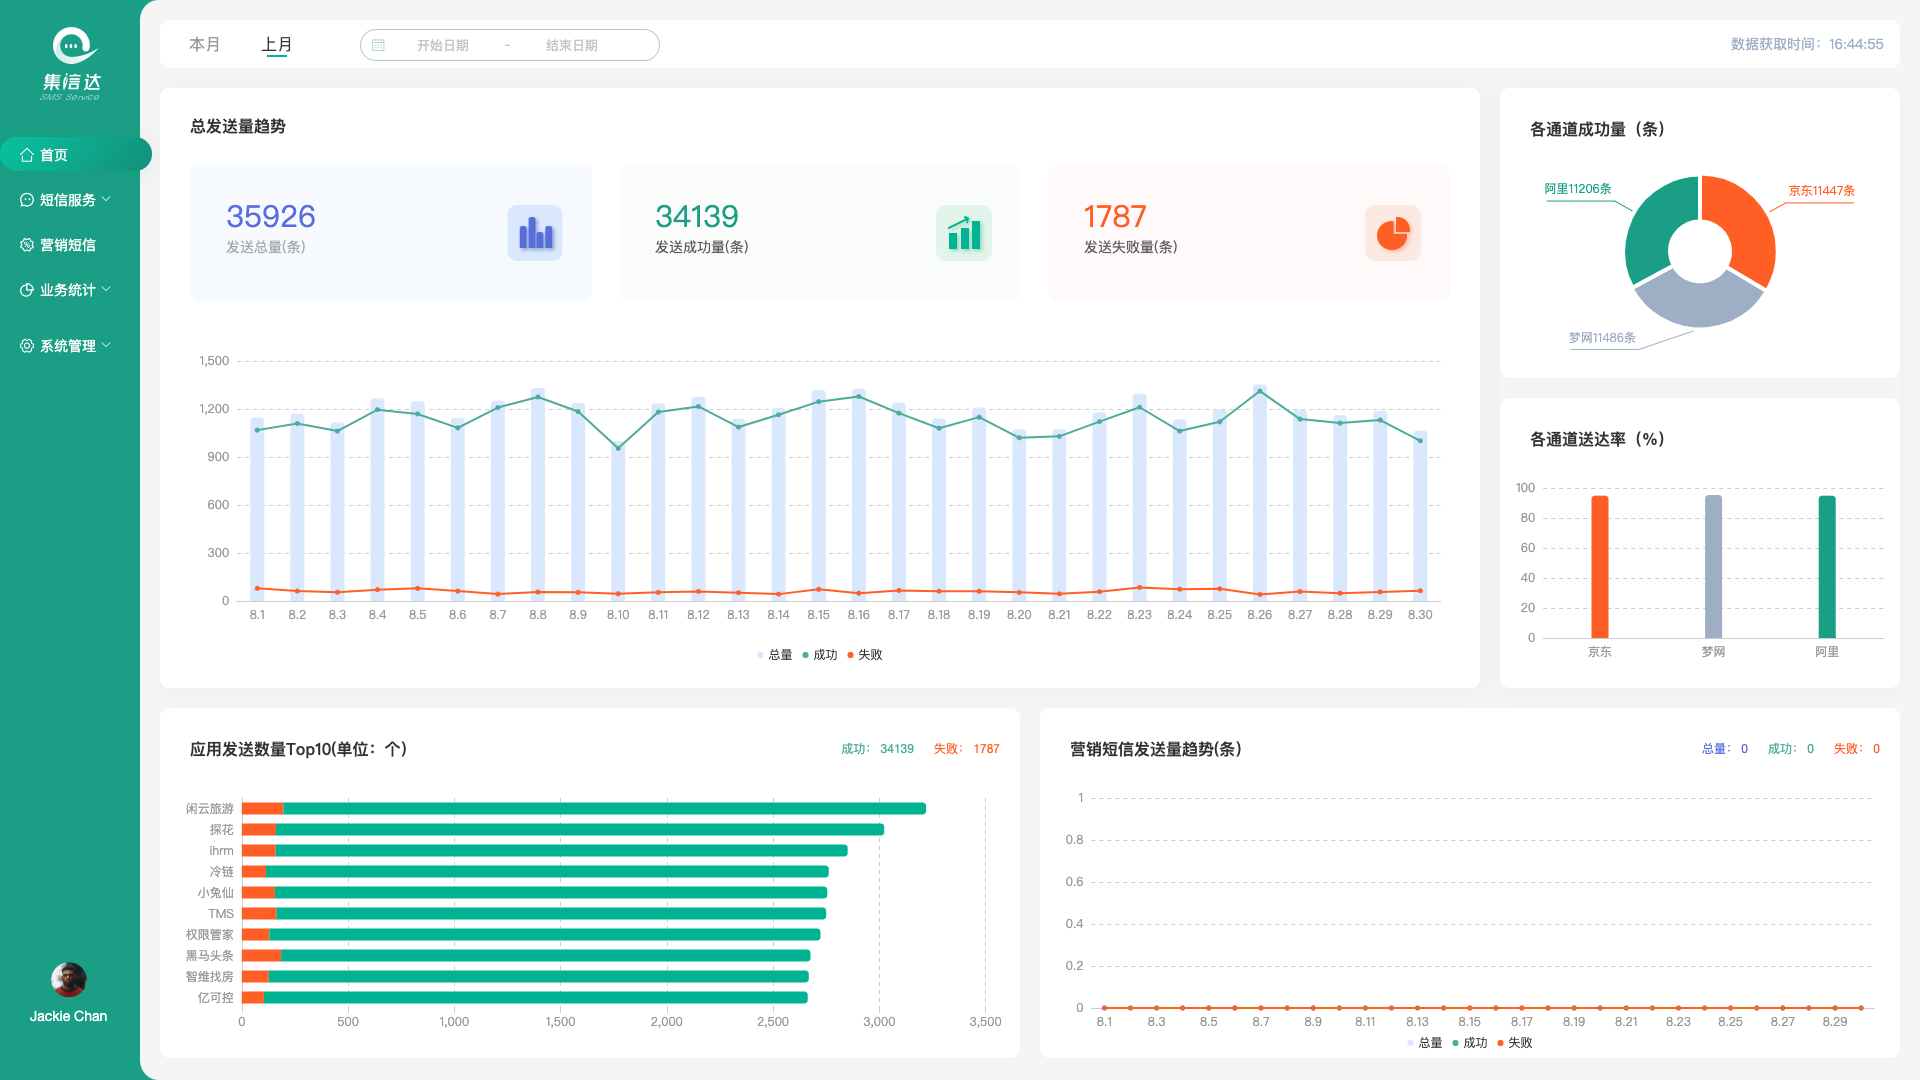 集信达
SMS Service
首页
短信服务
营销短信
业务统计
系统管理
Jackie Chan
本月
上月
开始日期 - 结束日期
数据获取时间：16:44:55
总发送量趋势
35926
发送总量(条)
34139
发送成功量(条)
1787
发送失败量(条)
1,500
1,200
900
600
300
0
8.1 8.2 8.3 8.4 8.5 8.6 8.7 8.8 8.9 8.10 8.11 8.12 8.13 8.14 8.15 8.16 8.17 8.18 8.19 8.20 8.21 8.22 8.23 8.24 8.25 8.26 8.27 8.28 8.29 8.30
总量 成功 失败
各通道成功量（条）
阿里11206条
京东11447条
梦网11486条
各通道送达率（%）
100
80
60
40
20
0
京东 梦网 阿里
应用发送数量Top10(单位：个)
成功： 34139 失败： 1787
闲云旅游
探花
ihrm
冷链
小兔仙
TMS
权限管家
黑马头条
智维找房
亿可控
0 500 1,000 1,500 2,000 2,500 3,000 3,500
营销短信发送量趋势(条)
总量： 0 成功： 0 失败： 0
1
0.8
0.6
0.4
0.2
0
8.1 8.3 8.5 8.7 8.9 8.11 8.13 8.15 8.17 8.19 8.21 8.23 8.25 8.27 8.29
总量 成功 失败